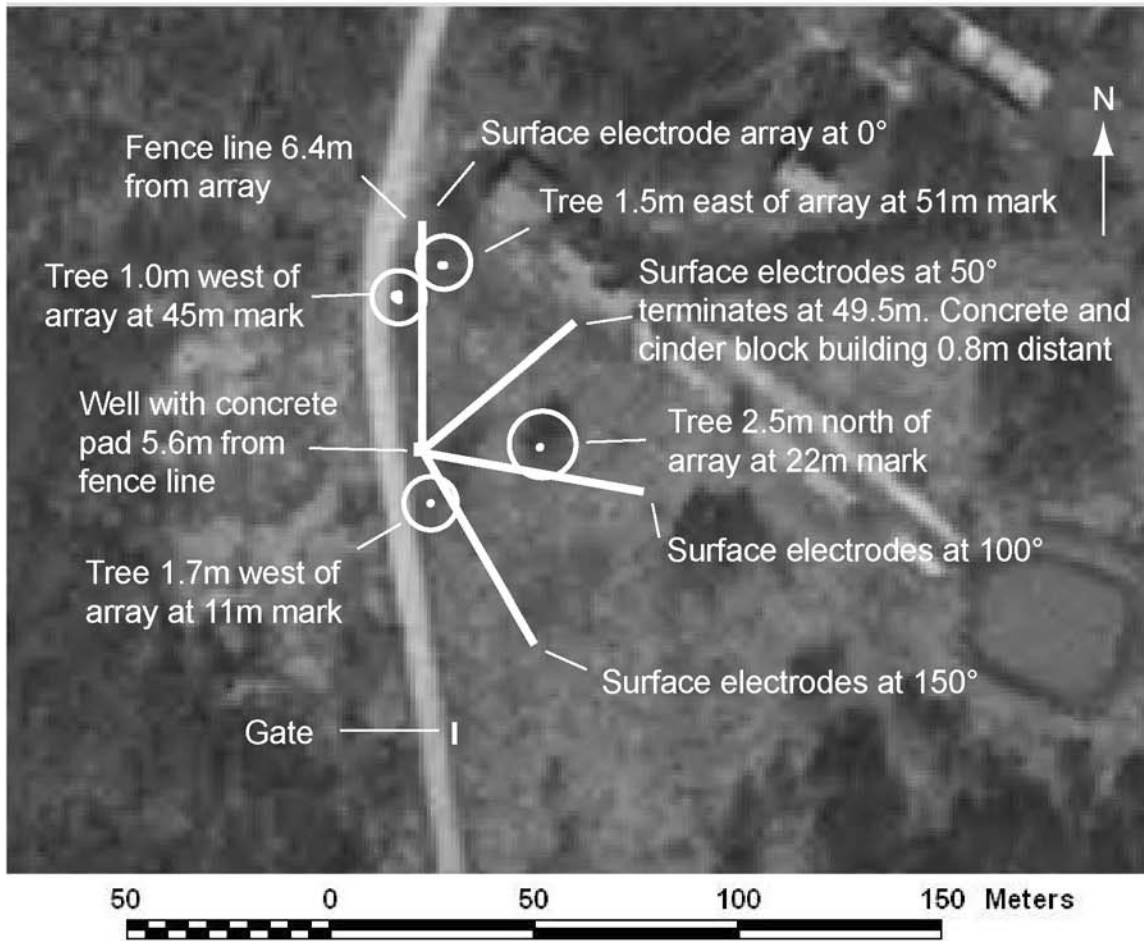 N
Surface electrode array at 0°
Fence line 6.4m
from array
Tree 1.5m east of array at 51m mark
Tree 1.0m west of
array at 45m mark
Surface electrodes at 50°
terminates at 49.5m. Concrete and
cinder block building 0.8m distant
Well with concrete
pad 5.6m from
fence line
Tree 2.5m north of
array at 22m mark
Surface electrodes at 100°
Tree 1.7m west of
array at 11m mark
Surface electrodes at 150°
Gate
50 0 50 100 150 Meters